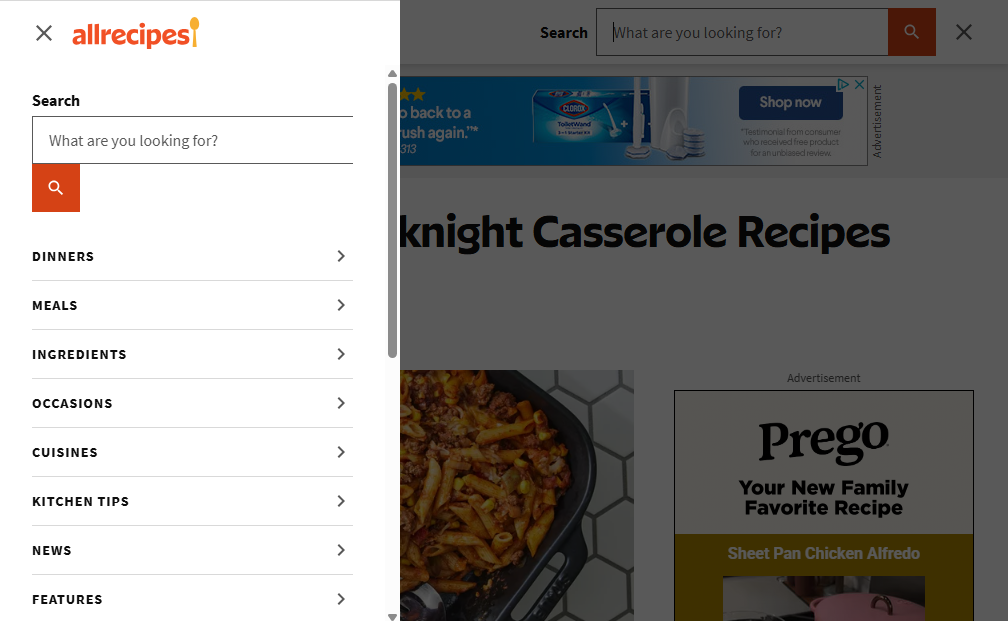 allrecipes
Search
What are you looking for?
DINNERS
MEALS
INGREDIENTS
OCCASIONS
CUISINES
KITCHEN TIPS
NEWS
FEATURES
Search
What are you looking for?
o back to a
rush again.™*
313
CLOROX
ToiletWand
Shop now
*Testimonial from consumer
who received free product
for an unbiased review.
Advertisement
knight Casserole Recipes
Advertisement
Prego
Your New Family
Favorite Recipe
Sheet Pan Chicken Alfredo